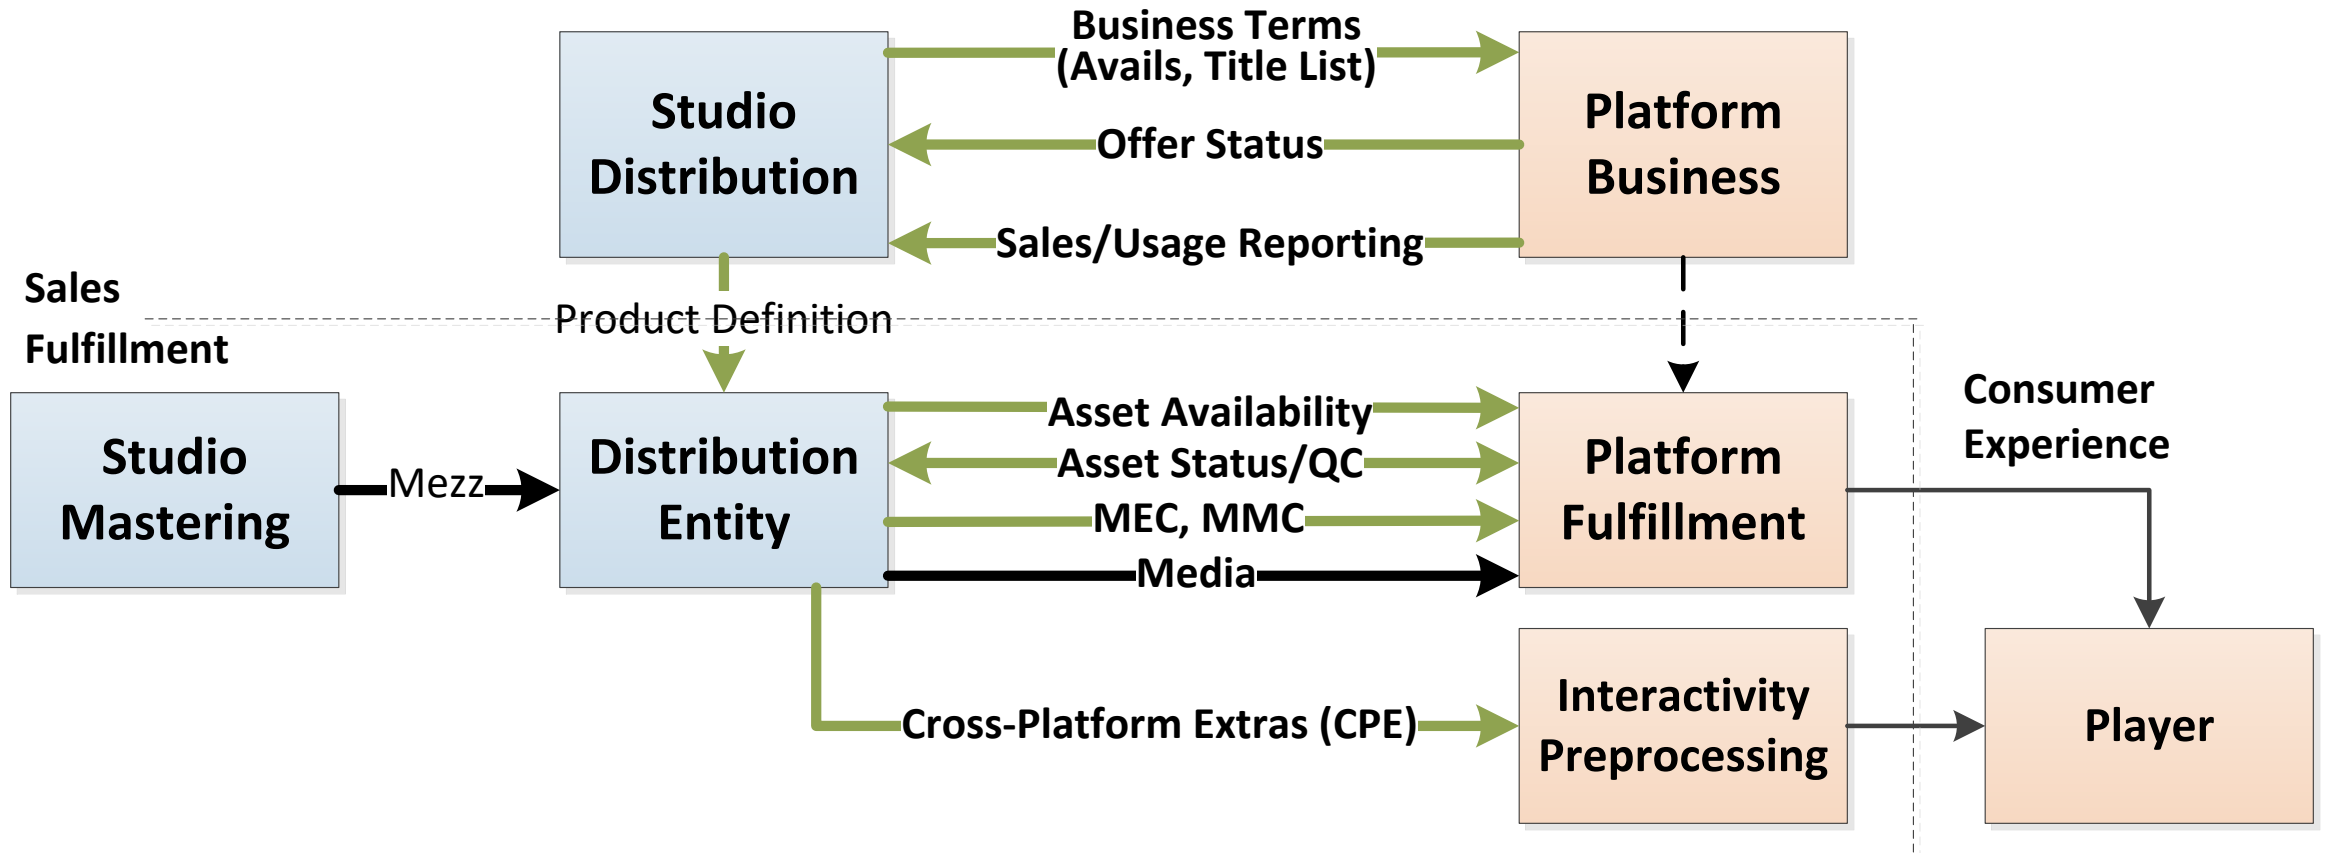 Business Terms
(Avails, Title List)
Studio
Distribution
Platform
Business
Offer Status
Sales/Usage Reporting
Sales
Product Definition
Fulfillment
Consumer
Experience
Studio
Mastering
Mezz
Distribution
Entity
Asset Availability
Asset Status/QC
MEC, MMC
Media
Platform
Fulfillment
Cross-Platform Extras (CPE)
Interactivity
Preprocessing
Player